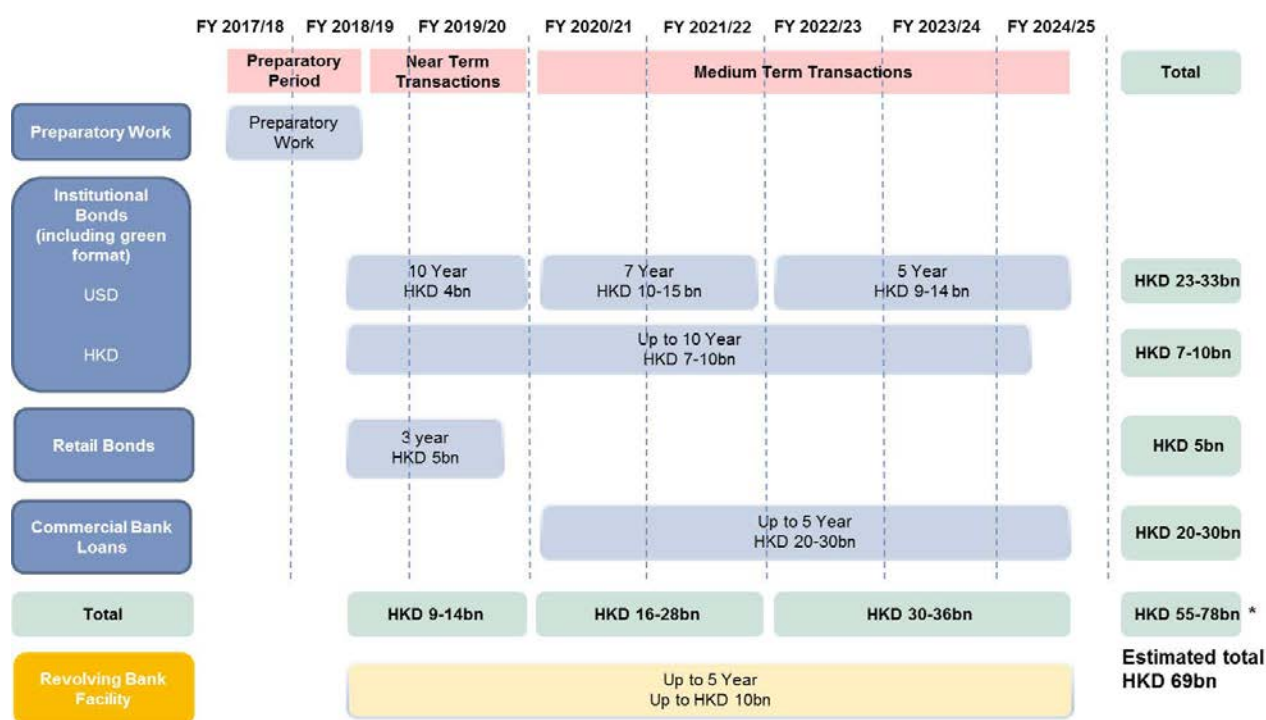 FY 2017/18 FY 2018/19 FY 2019/20 FY 2020/21 FY 2021/22 FY 2022/23 FY 2023/24 FY 2024/25
Preparatory
Period
Near Term
Transactions
Medium Term Transactions
Total
Preparatory Work
Preparatory
Work
Institutional
Bonds
(including green
format)
USD
10 Year
HKD 4bn
7 Year
HKD 10-15 bn
5 Year
HKD 9-14 bn
HKD 23-33bn
HKD
Up to 10 Year
HKD 7-10bn
HKD 7-10bn
Retail Bonds
3 year
HKD 5bn
HKD 5bn
Commercial Bank
Loans
Up to 5 Year
HKD 20-30bn
HKD 20-30bn
Total
HKD 9-14bn
HKD 16-28bn
HKD 30-36bn
HKD 55-78bn *
Estimated total
HKD 69bn
Revolving Bank
Facility
Up to 5 Year
Up to HKD 10bn